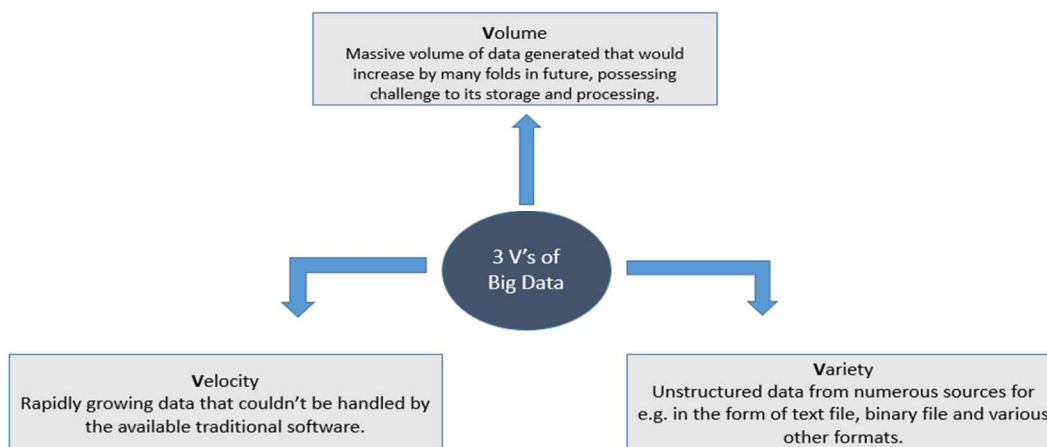 Volume
Massive volume of data generated that would
increase by many folds in future, possessing
challenge to its storage and processing.
3 V's of
Big Data
Velocity
Rapidly growing data that couldn't be handled by
the available traditional software.
Variety
Unstructured data from numerous sources for
e.g. in the form of text file, binary file and various
other formats.